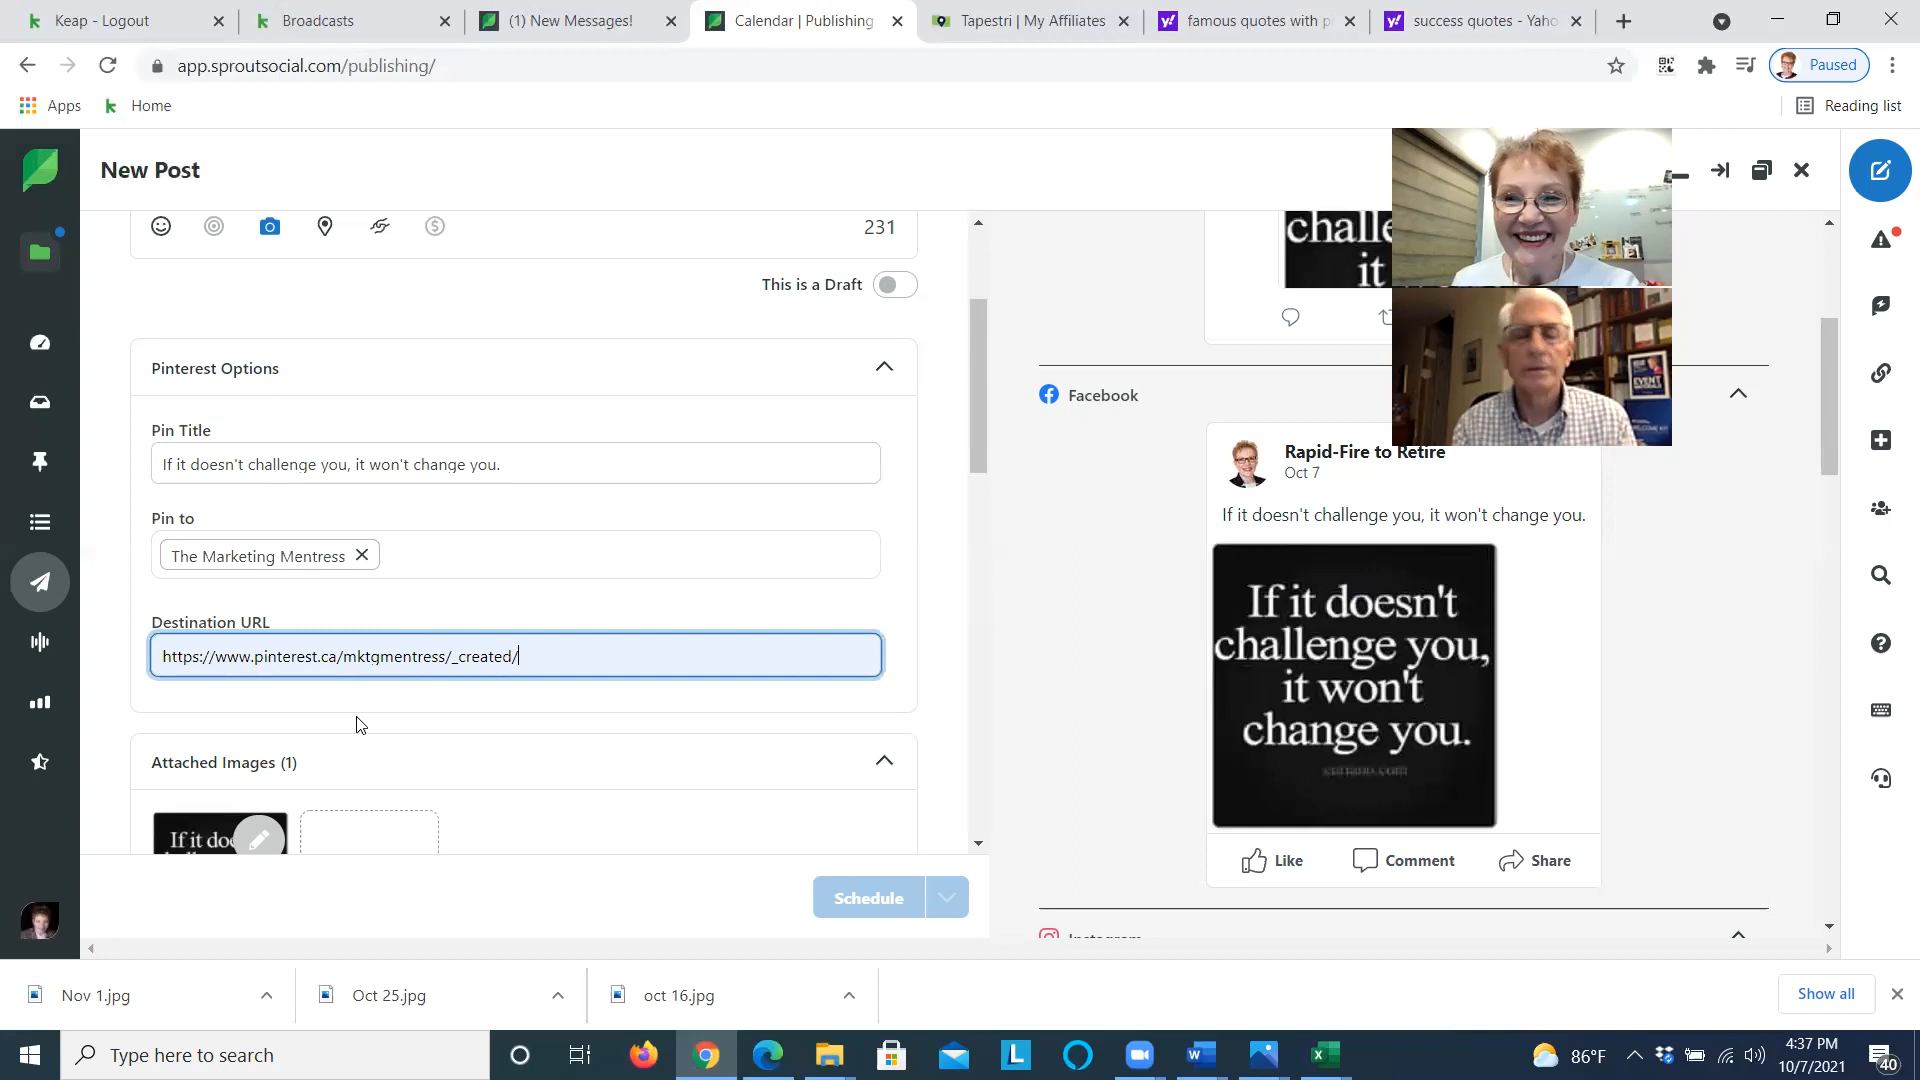 Keap - Logout
Broadcasts
(1) New Messages!
Calendar | Publishing
Tapestri | My Affiliates
famous quotes with p
success quotes - Yaho
app.sproutsocial.com/publishing/
Paused
Apps
Home
Reading list
New Post
231
This is a Draft
Pinterest Options
Pin Title
If it doesn't challenge you, it won't change you.
Pin to
The Marketing Mentress
Destination URL
https://www.pinterest.ca/mktgmentress/_created/
Attached Images (1)
If it doe
Schedule
challe
it
Facebook
Rapid-Fire to Retire
Oct 7
If it doesn't challenge you, it won't change you.
If it doesn't
challenge you,
it won't
change you.
Like
Comment
Share
Instagram
EVENT
Nov 1.jpg
Oct 25.jpg
oct 16.jpg
Show all
Type here to search
86°F
4:37 PM
10/7/2021
40